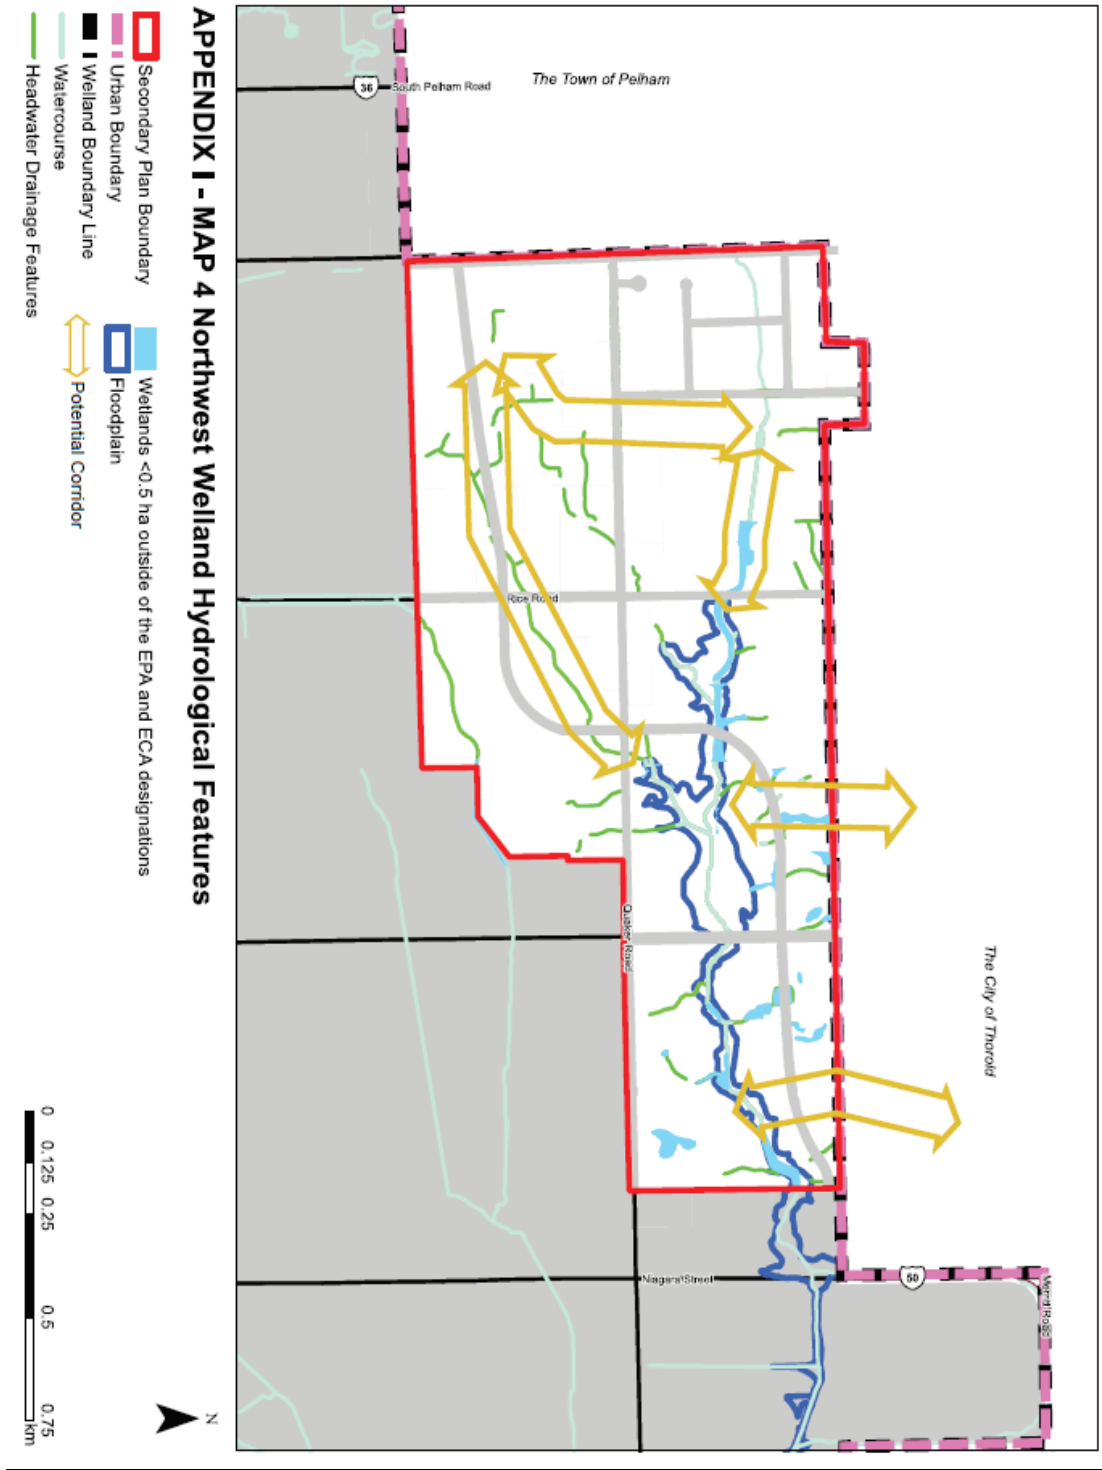 APPENDIX I - MAP 4 Northwest Welland Hydrological Features
The Town of Pelham
36
South Pelham Road
Rice Road
Quaker Road
The City of Thorold
Niagara Street
50
Merritt Road
Secondary Plan Boundary
Urban Boundary
Welland Boundary Line
Watercourse
Headwater Drainage Features
Wetlands <0.5 ha outside of the EPA and ECA designations
Floodplain
Potential Corridor
0 0.125 0.25 0.5 0.75
km
N